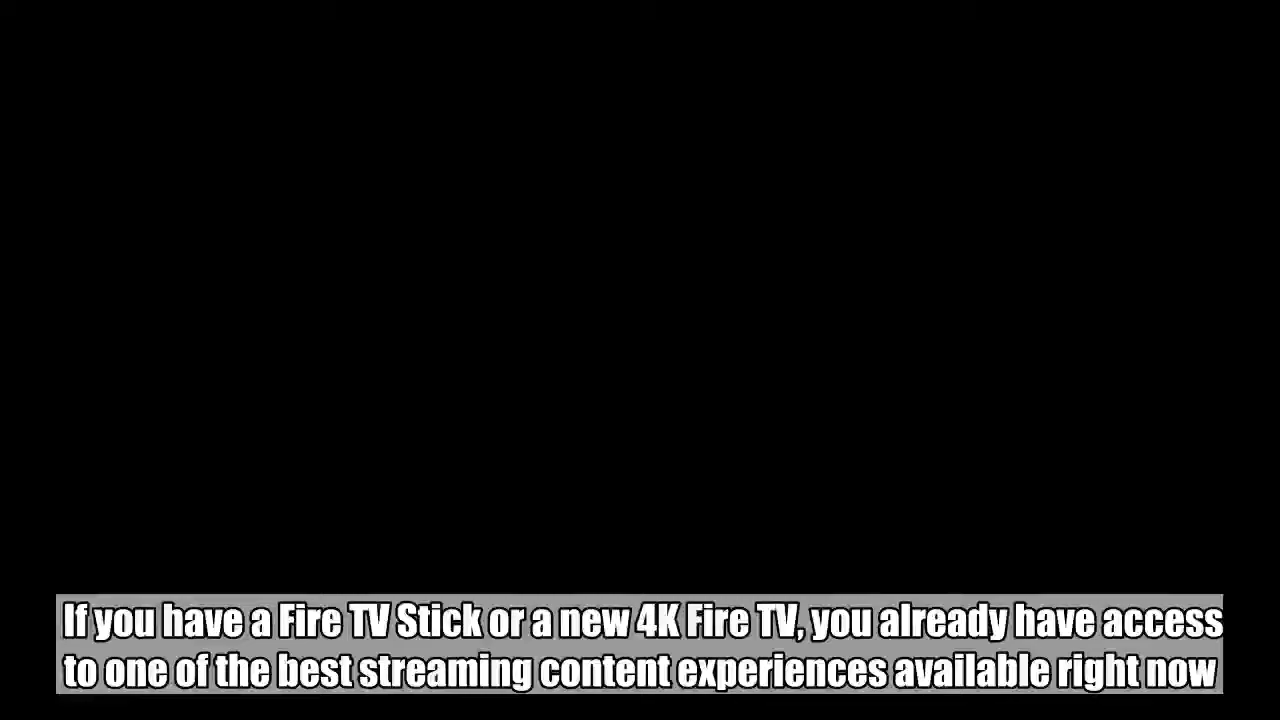 If you have a Fire TV Stick or a new 4K Fire TV, you already have access
to one of the best streaming content experiences available right now